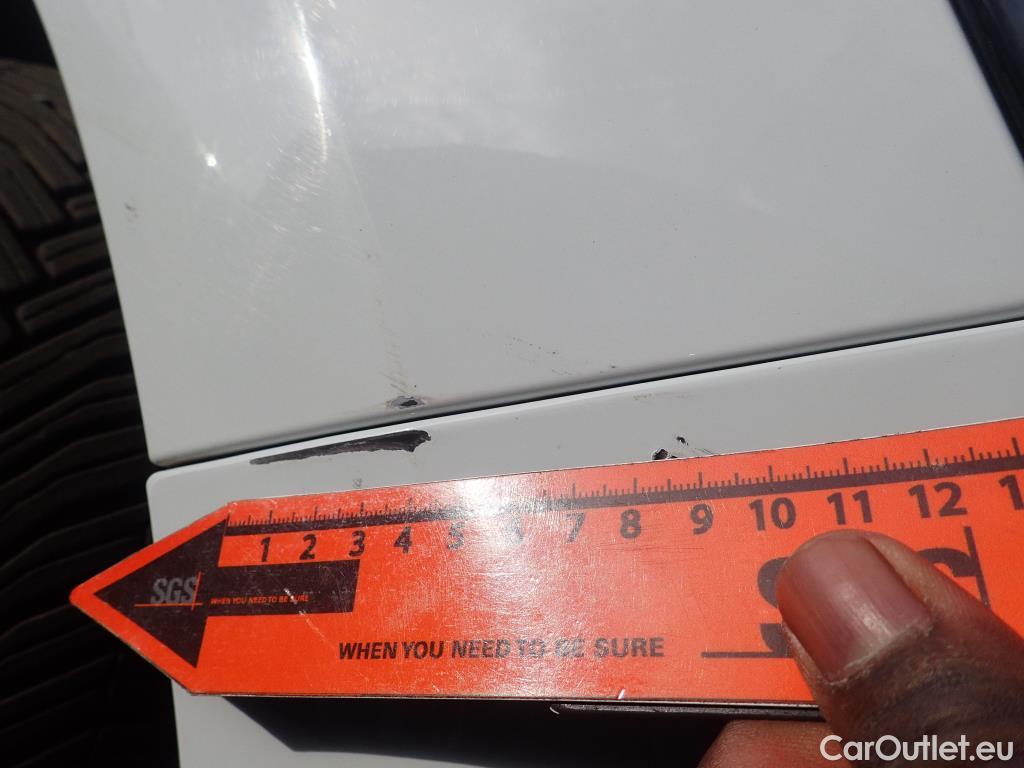 1 2 3 4 5 6 7 8 9 10 11 12
SGS WHEN YOU NEED TO BE SURE
WHEN YOU NEED TO BE SURE
CarOutlet.eu